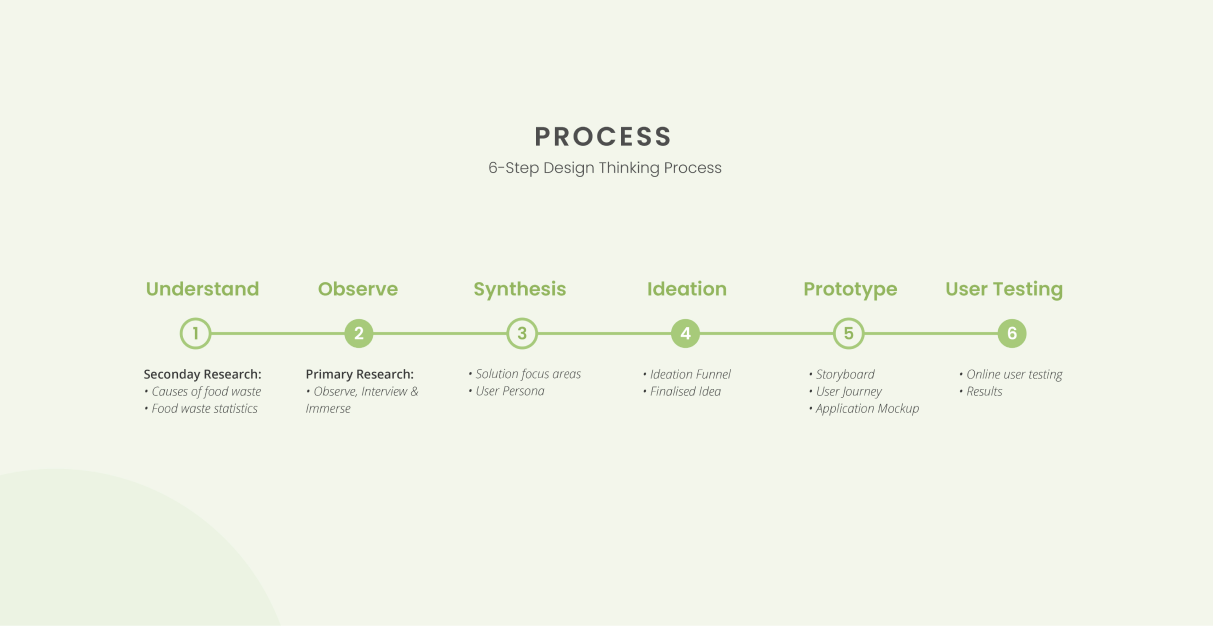 PROCESS
6-Step Design Thinking Process
Understand
Observe
Synthesis
Ideation
Prototype
User Testing
1
2
3
4
5
6
Seconday Research:
• Causes of food waste
• Food waste statistics
Primary Research:
• Observe, Interview &
Immerse
• Solution focus areas
• User Persona
• Ideation Funnel
• Finalised Idea
• Storyboard
• User Journey
• Application Mockup
• Online user testing
• Results